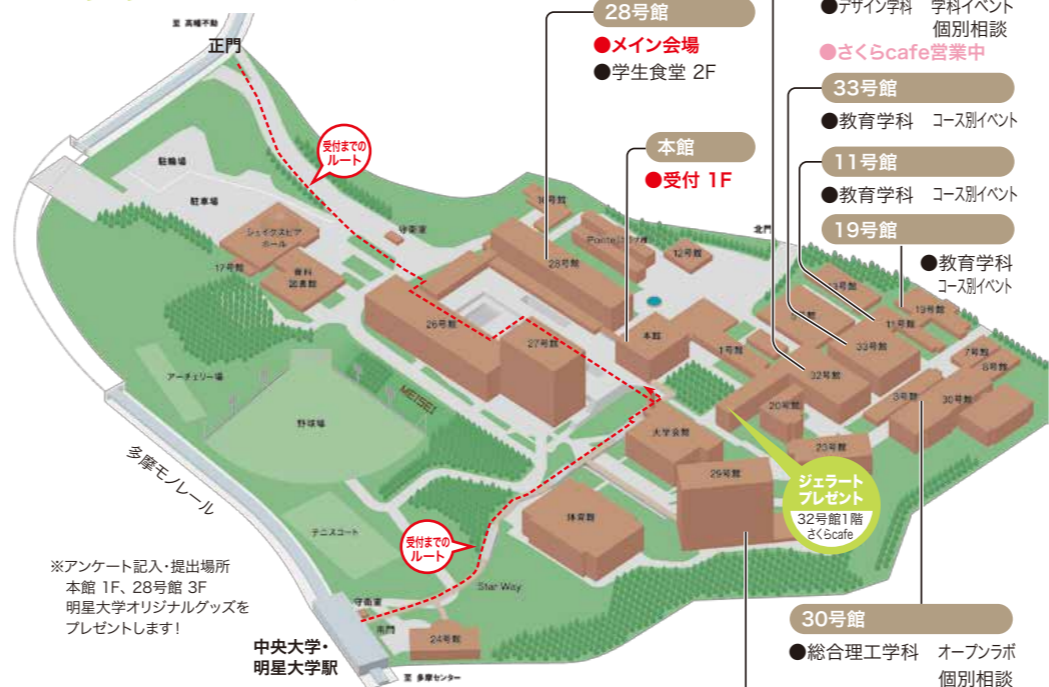 至 高幡不動
正門
受付までの
ルート
駐輪場
駐車場
シェイクスピア
ホール
17号館
資料
図書館
守衛室
26号館
27号館
28号館
12号館
北門
本館
1号館
32号館
20号館
33号館
11号館
19号館
7号館
8号館
3号館
30号館
23号館
大学会館
29号館
体育館
アーチェリー場
野球場
MEISEI
多摩モノレール
テニスコート
受付までの
ルート
Star Way
守衛室
南門
24号館
中央大学・
明星大学駅
至 多摩センター
28号館
●メイン会場
●学生食堂 2F
本館
●受付 1F
●デザイン学科 学科イベント
個別相談
●さくらcafe営業中
33号館
●教育学科 コース別イベント
11号館
●教育学科 コース別イベント
19号館
●教育学科
コース別イベント
ジェラート
プレゼント
32号館1階
さくらcafe
30号館
●総合理工学科 オープンラボ
個別相談
※アンケート記入・提出場所
本館 1F、28号館 3F
明星大学オリジナルグッズを
プレゼントします!